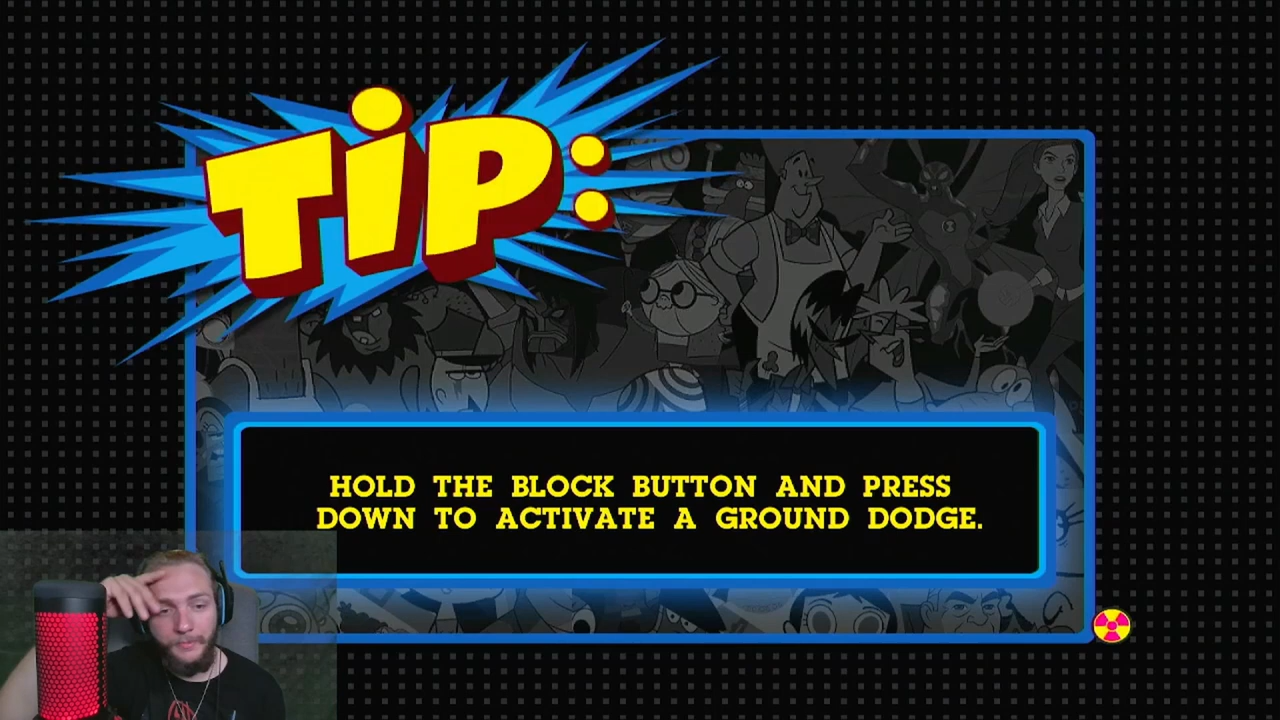 TiP:
HOLD THE BLOCK BUTTON AND PRESS
DOWN TO ACTIVATE A GROUND DODGE.